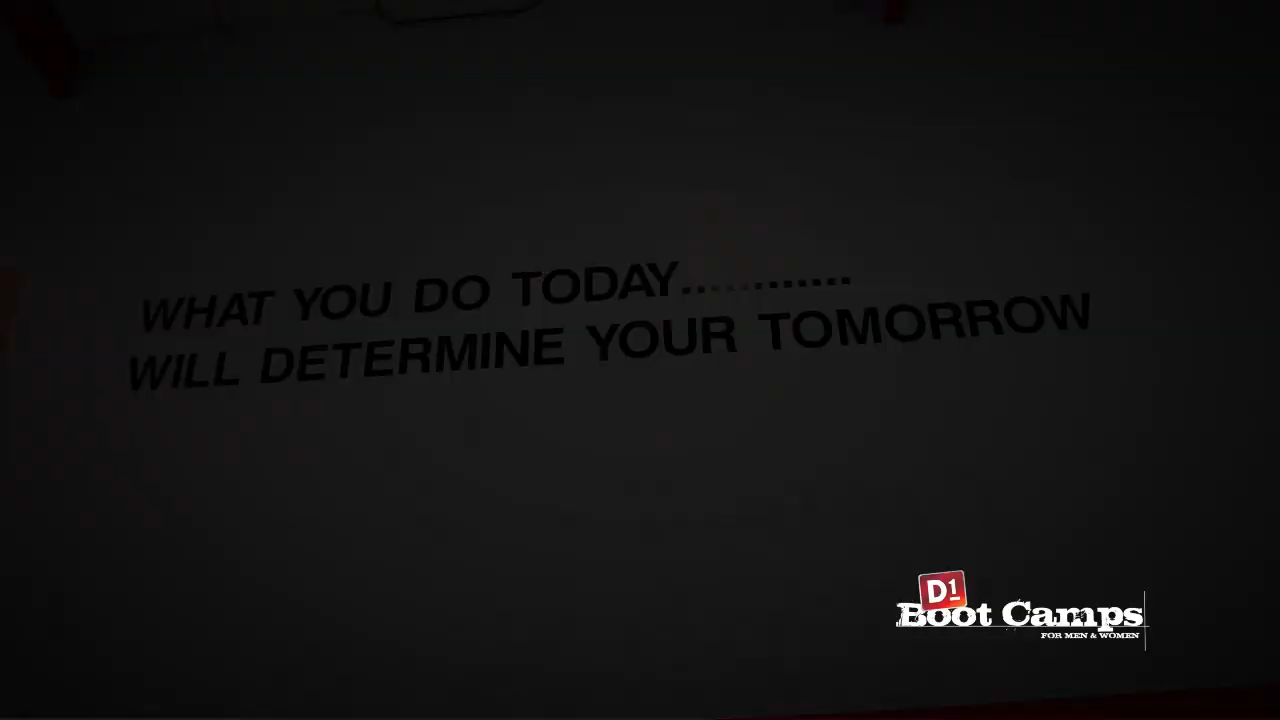 WHAT YOU DO TODAY............
WILL DETERMINE YOUR TOMORROW
D1
Boot Camps
FOR MEN & WOMEN